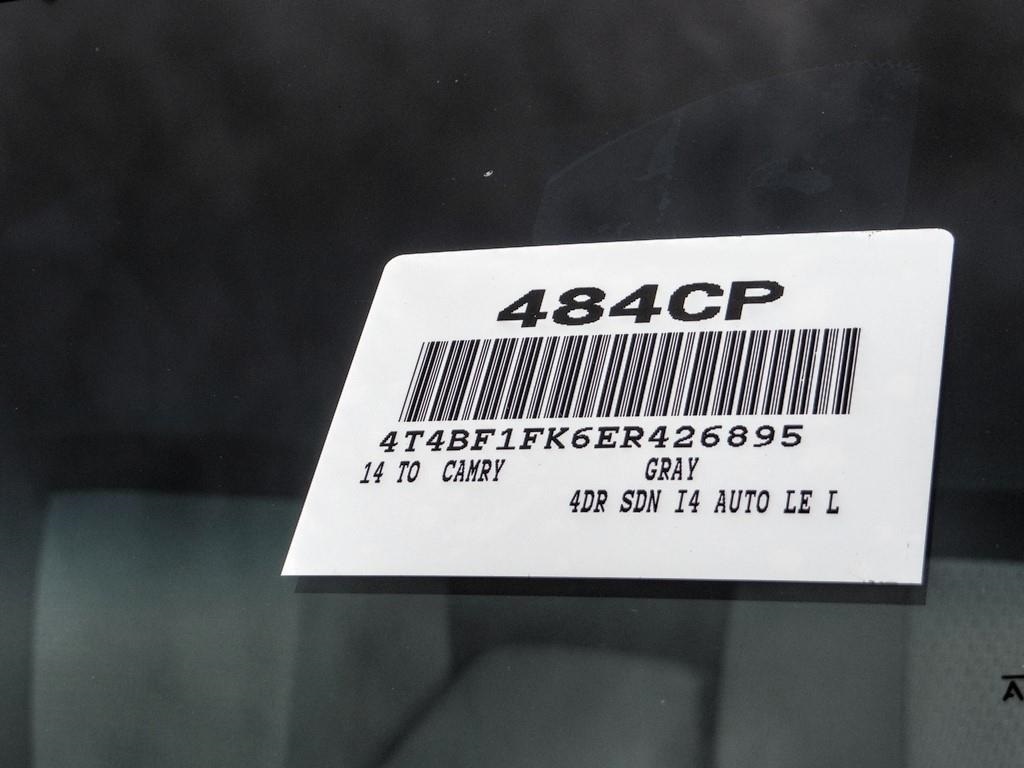 484CP
4T4BF1FK6ER426895
14 TO CAMRY GRAY
4DR SDN I4 AUTO LE L